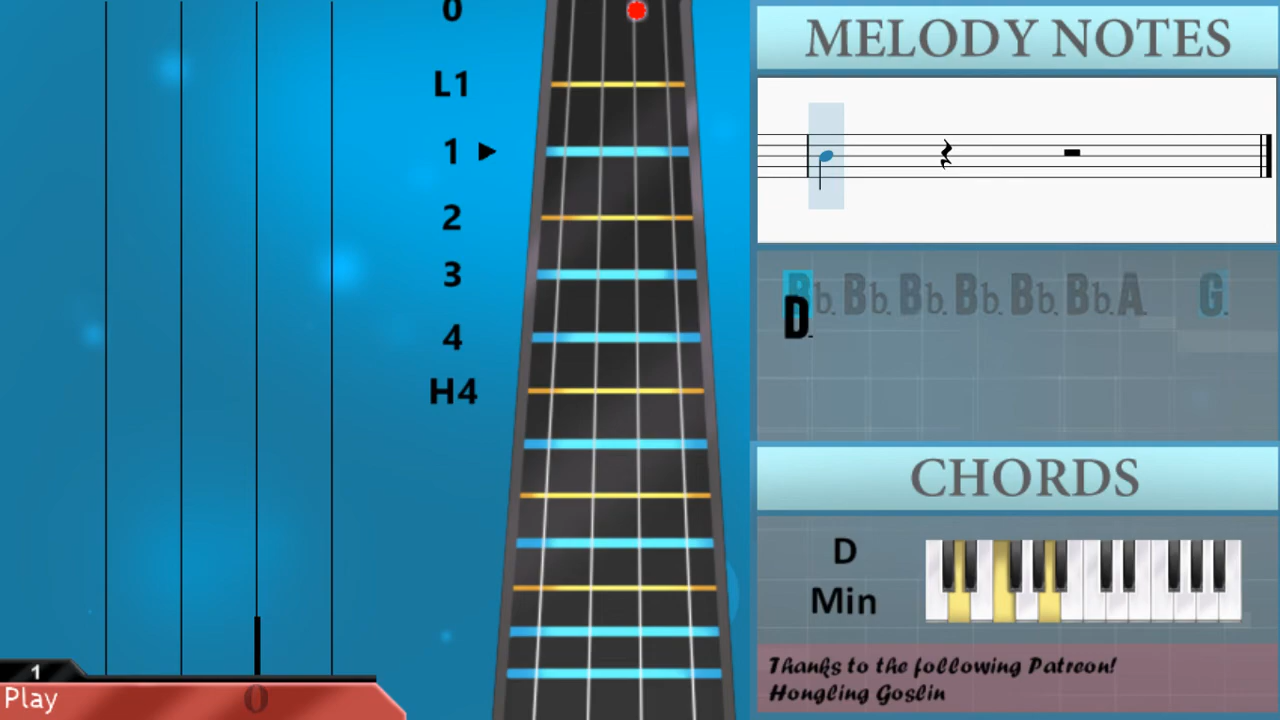 0
L1
1
2
3
4
H4
1
Play
0
MELODY NOTES
Bb. Bb. Bb. Bb. Bb. Bb. A. G.
D.
CHORDS
D
Min
Thanks to the following Patreon!
Hongling Goslin